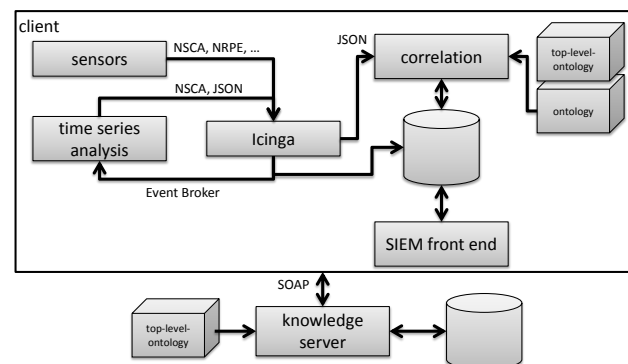 client
NSCA, NRPE, ...
JSON
sensors
correlation
top-level-
ontology
NSCA, JSON
ontology
time series
analysis
Icinga
Event Broker
SIEM front end
SOAP
top-level-
ontology
knowledge
server